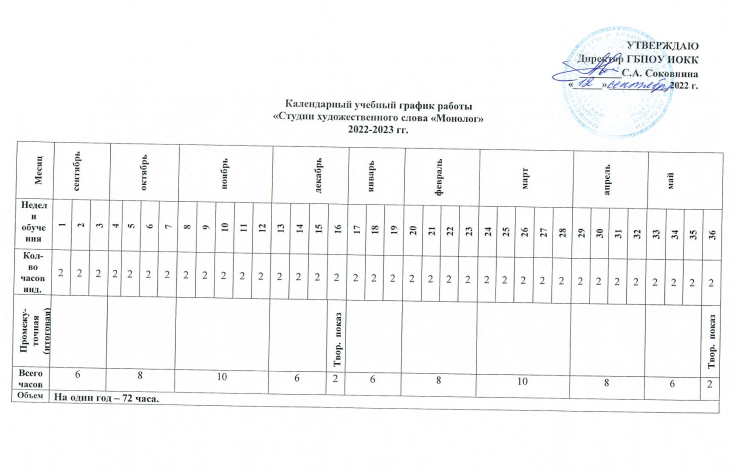 УТВЕРЖДАЮ
Директор ГБПОУ ИОКК
С.А. Соковнина
« 12 » сентября 2022 г.
Календарный учебный график работы
«Студии художественного слова «Монолог»
2022-2023 гг.
Месяц сентябрь октябрь ноябрь декабрь январь февраль март апрель май
Недел
и
обуче
ния
1 2 3 4 5 6 7 8 9 10 11 12 13 14 15 16 17 18 19 20 21 22 23 24 25 26 27 28 29 30 31 32 33 34 35 36
Кол-
во
часов
инд.
2 2 2 2 2 2 2 2 2 2 2 2 2 2 2 2 2 2 2 2 2 2 2 2 2 2 2 2 2 2 2 2 2 2 2 2
Промежу-
точная
(итоговая)
Твор. показ Твор. показ
Всего
часов
6 8 10 6 2 6 8 10 8 6 2
Объем На один год – 72 часа.